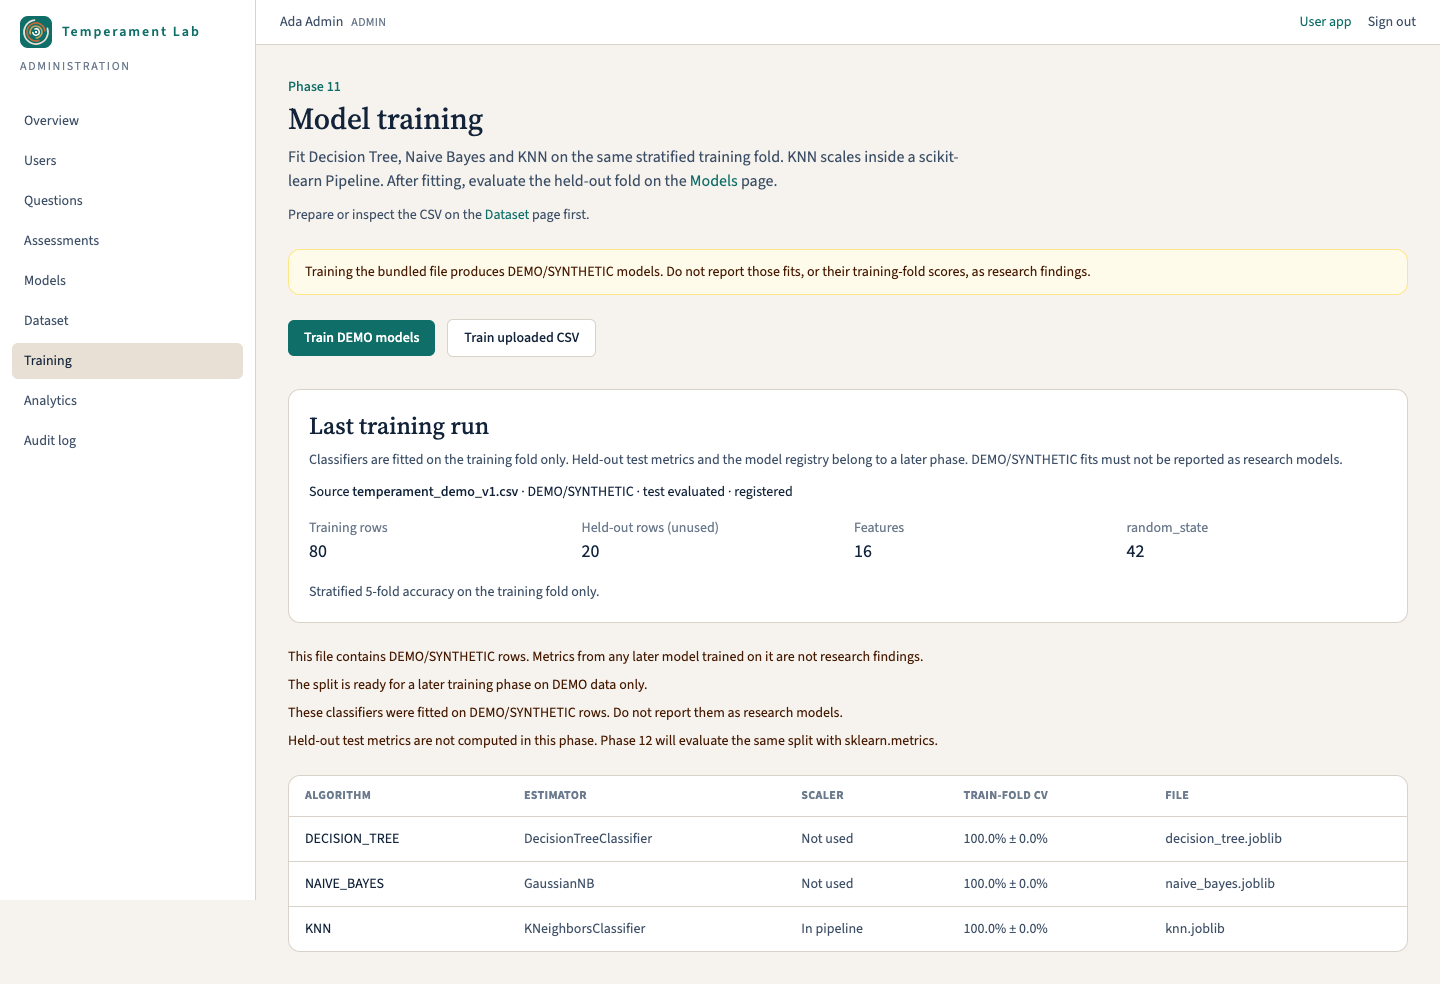 Temperament Lab
ADMINISTRATION
Overview
Users
Questions
Assessments
Models
Dataset
Training
Analytics
Audit log
Ada Admin ADMIN
User app Sign out
Phase 11
Model training
Fit Decision Tree, Naive Bayes and KNN on the same stratified training fold. KNN scales inside a scikit-
learn Pipeline. After fitting, evaluate the held-out fold on the Models page.
Prepare or inspect the CSV on the Dataset page first.
Training the bundled file produces DEMO/SYNTHETIC models. Do not report those fits, or their training-fold scores, as research findings.
Train DEMO models Train uploaded CSV
Last training run
Classifiers are fitted on the training fold only. Held-out test metrics and the model registry belong to a later phase. DEMO/SYNTHETIC fits must not be reported as research models.
Source temperament_demo_v1.csv · DEMO/SYNTHETIC · test evaluated · registered
Training rows Held-out rows (unused) Features random_state
80 20 16 42
Stratified 5-fold accuracy on the training fold only.
This file contains DEMO/SYNTHETIC rows. Metrics from any later model trained on it are not research findings.
The split is ready for a later training phase on DEMO data only.
These classifiers were fitted on DEMO/SYNTHETIC rows. Do not report them as research models.
Held-out test metrics are not computed in this phase. Phase 12 will evaluate the same split with sklearn.metrics.
ALGORITHM ESTIMATOR SCALER TRAIN-FOLD CV FILE
DECISION_TREE DecisionTreeClassifier Not used 100.0% ± 0.0% decision_tree.joblib
NAIVE_BAYES GaussianNB Not used 100.0% ± 0.0% naive_bayes.joblib
KNN KNeighborsClassifier In pipeline 100.0% ± 0.0% knn.joblib